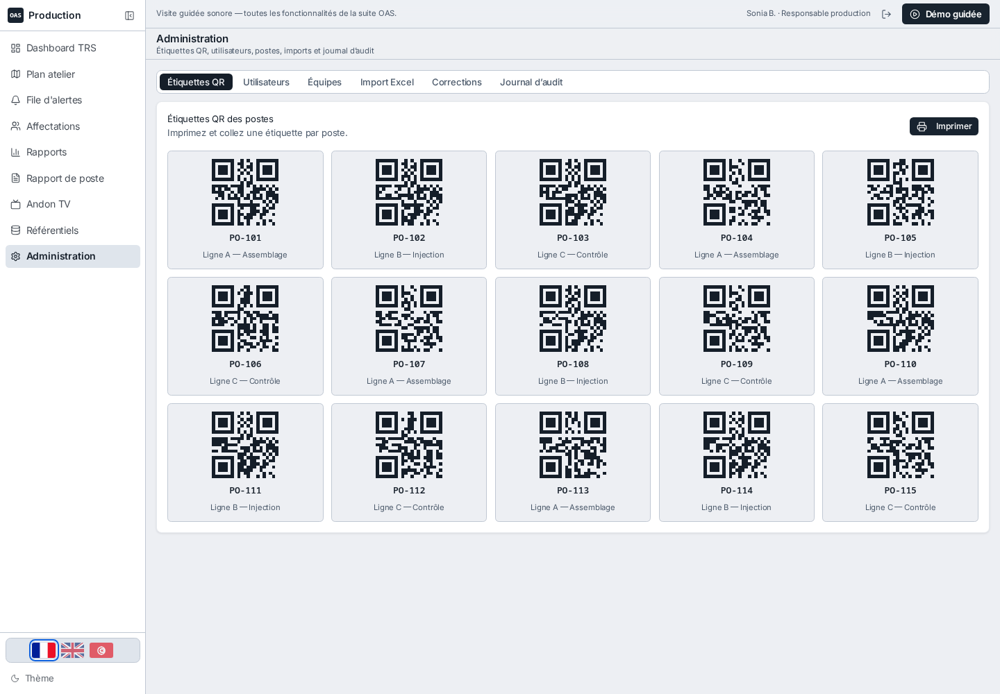 OAS Production
Dashboard TRS
Plan atelier
File d'alertes
Affectations
Rapports
Rapport de poste
Andon TV
Référentiels
Administration
Thème
Visite guidée sonore — toutes les fonctionnalités de la suite OAS.
Sonia B. · Responsable production
Démo guidée
Administration
Étiquettes QR, utilisateurs, postes, imports et journal d'audit
Étiquettes QR Utilisateurs Équipes Import Excel Corrections Journal d'audit
Étiquettes QR des postes
Imprimez et collez une étiquette par poste.
Imprimer
PO-101 PO-102 PO-103 PO-104 PO-105
Ligne A — Assemblage Ligne B — Injection Ligne C — Contrôle Ligne A — Assemblage Ligne B — Injection
PO-106 PO-107 PO-108 PO-109 PO-110
Ligne C — Contrôle Ligne A — Assemblage Ligne B — Injection Ligne C — Contrôle Ligne A — Assemblage
PO-111 PO-112 PO-113 PO-114 PO-115
Ligne B — Injection Ligne C — Contrôle Ligne A — Assemblage Ligne B — Injection Ligne C — Contrôle